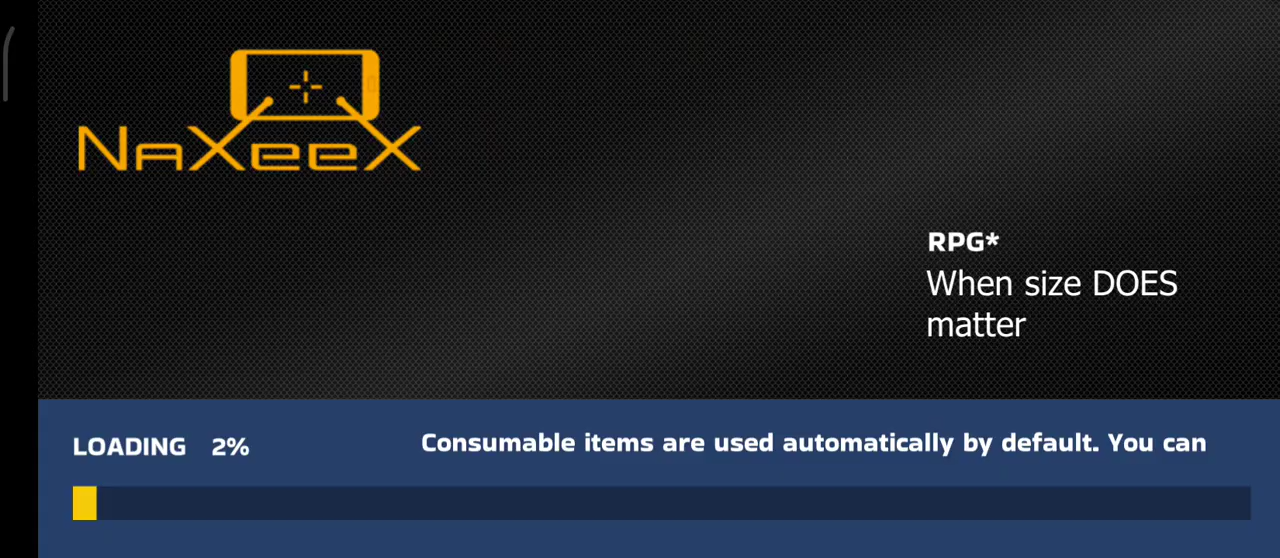 NaXeeX
RPG*
When size DOES
matter
LOADING 2%
Consumable items are used automatically by default. You can